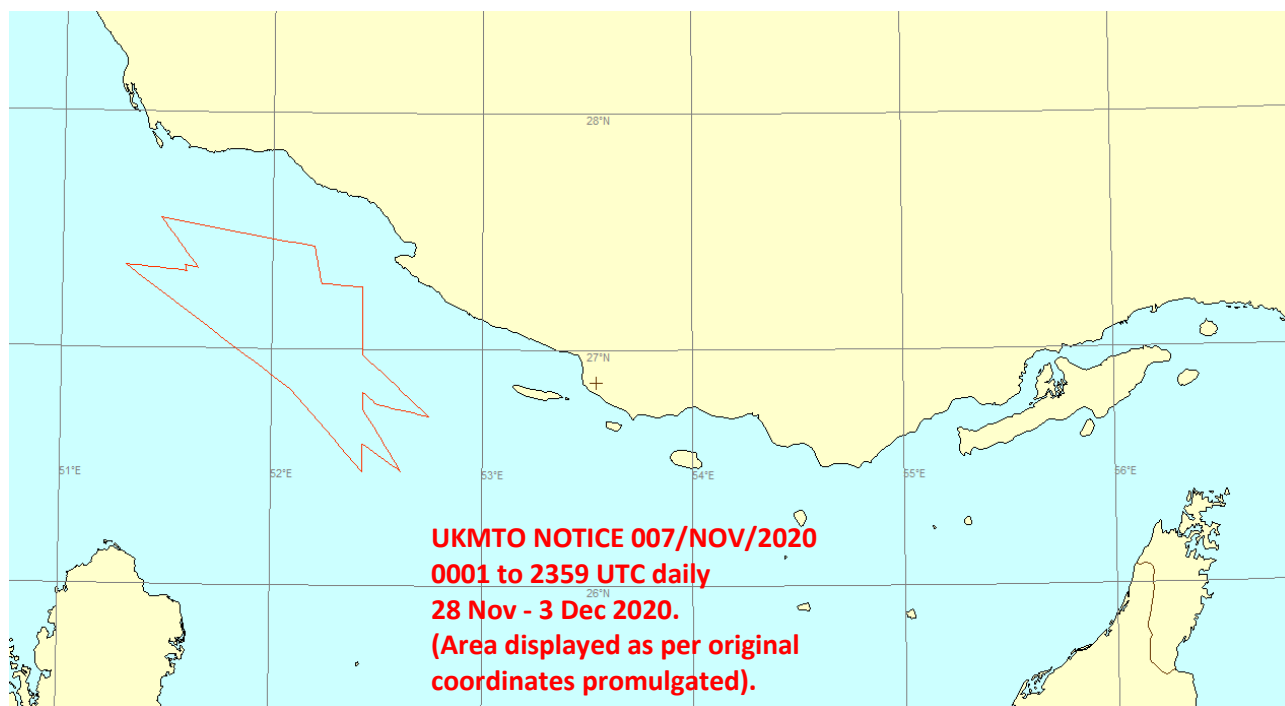 28°N
27°N
51°E
52°E
53°E
54°E
55°E
56°E
UKMTO NOTICE 007/NOV/2020
0001 to 2359 UTC daily
26°N
28 Nov - 3 Dec 2020.
(Area displayed as per original
coordinates promulgated).